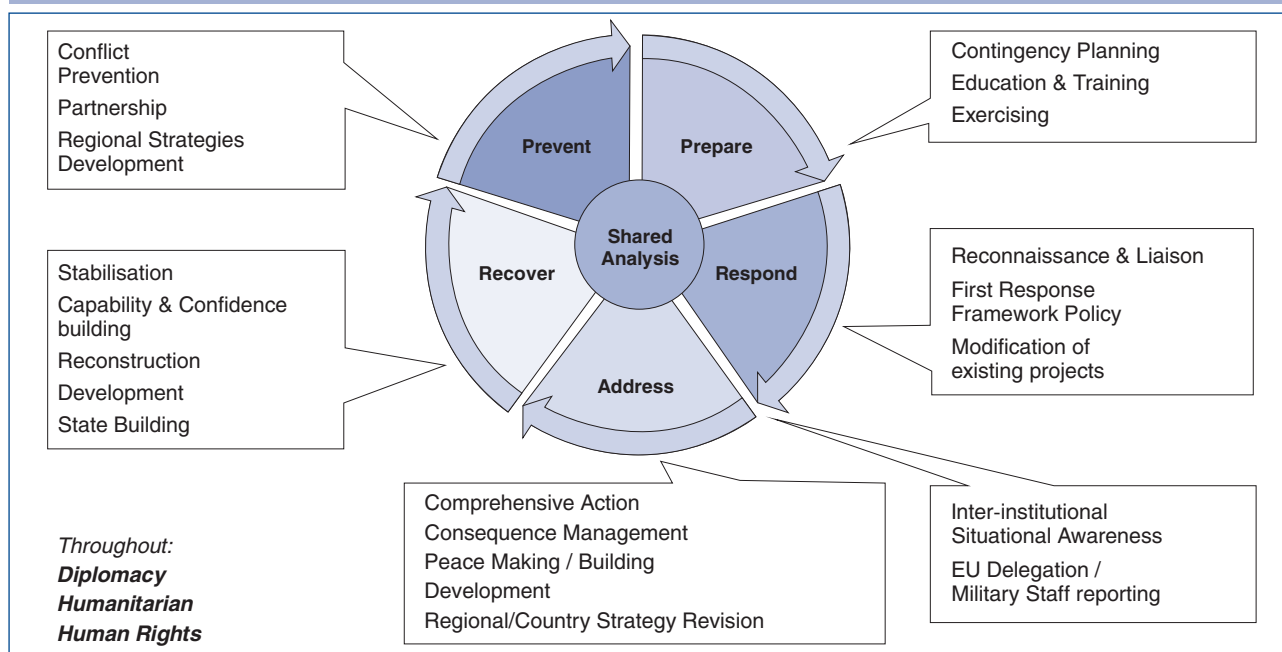 Conflict
Prevention
Partnership
Regional Strategies
Development
Contingency Planning
Education & Training
Exercising
Prevent
Prepare
Shared
Analysis
Recover
Respond
Address
Stabilisation
Capability & Confidence
building
Reconstruction
Development
State Building
Reconnaissance & Liaison
First Response
Framework Policy
Modification of
existing projects
Comprehensive Action
Consequence Management
Peace Making / Building
Development
Regional/Country Strategy Revision
Inter-institutional
Situational Awareness
EU Delegation /
Military Staff reporting
Throughout:
Diplomacy
Humanitarian
Human Rights